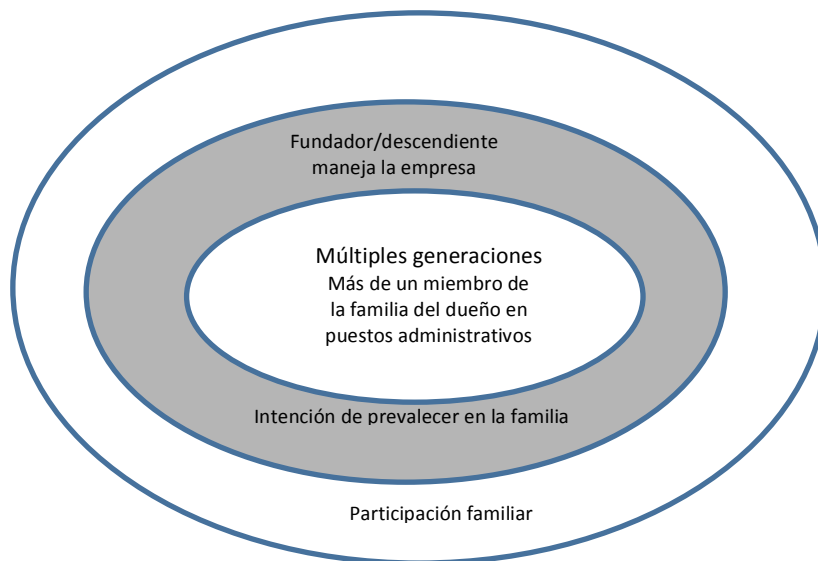 Fundador/descendiente
maneja la empresa
Múltiples generaciones
Más de un miembro de
la familia del dueño en
puestos administrativos
Intención de prevalecer en la familia
Participación familiar